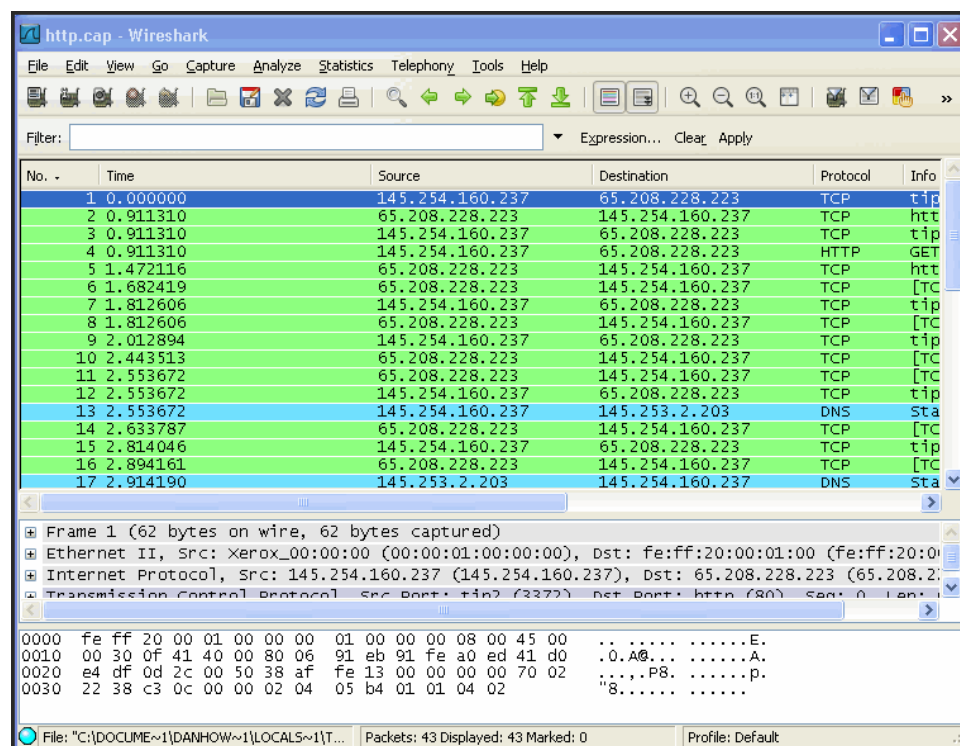 http.cap - Wireshark
File Edit View Go Capture Analyze Statistics Telephony Tools Help
Filter: Expression... Clear Apply
No. - Time Source Destination Protocol Info
1 0.000000 145.254.160.237 65.208.228.223 TCP tip
2 0.911310 65.208.228.223 145.254.160.237 TCP htt
3 0.911310 145.254.160.237 65.208.228.223 TCP tip
4 0.911310 145.254.160.237 65.208.228.223 HTTP GET
5 1.472116 65.208.228.223 145.254.160.237 TCP htt
6 1.682419 65.208.228.223 145.254.160.237 TCP [TC
7 1.812606 145.254.160.237 65.208.228.223 TCP tip
8 1.812606 65.208.228.223 145.254.160.237 TCP [TC
9 2.012894 145.254.160.237 65.208.228.223 TCP tip
10 2.443513 65.208.228.223 145.254.160.237 TCP [TC
11 2.553672 65.208.228.223 145.254.160.237 TCP [TC
12 2.553672 145.254.160.237 65.208.228.223 TCP tip
13 2.553672 145.254.160.237 145.253.2.203 DNS Sta
14 2.633787 65.208.228.223 145.254.160.237 TCP [TC
15 2.814046 145.254.160.237 65.208.228.223 TCP tip
16 2.894161 65.208.228.223 145.254.160.237 TCP [TC
17 2.914190 145.253.2.203 145.254.160.237 DNS Sta
Frame 1 (62 bytes on wire, 62 bytes captured)
Ethernet II, Src: Xerox_00:00:00 (00:00:01:00:00:00), Dst: fe:ff:20:00:01:00 (fe:ff:20:0
Internet Protocol, Src: 145.254.160.237 (145.254.160.237), Dst: 65.208.228.223 (65.208.2
Transmission Control Protocol, Src Port: tip2 (3372), Dst Port: http (80), Seq: 0, Len:
0000 fe ff 20 00 01 00 00 00 01 00 00 00 08 00 45 00 .. ..... ......E.
0010 00 30 0f 41 40 00 80 06 91 eb 91 fe a0 ed 41 d0 .0.A@... ......A.
0020 e4 df 0d 2c 00 50 38 af fe 13 00 00 00 00 70 02 ...,.P8. ......p.
0030 22 38 c3 0c 00 00 02 04 05 b4 01 01 04 02 "8...... ......
File: "C:\DOCUME~1\DANHOW~1\LOCALS~1\T... Packets: 43 Displayed: 43 Marked: 0 Profile: Default